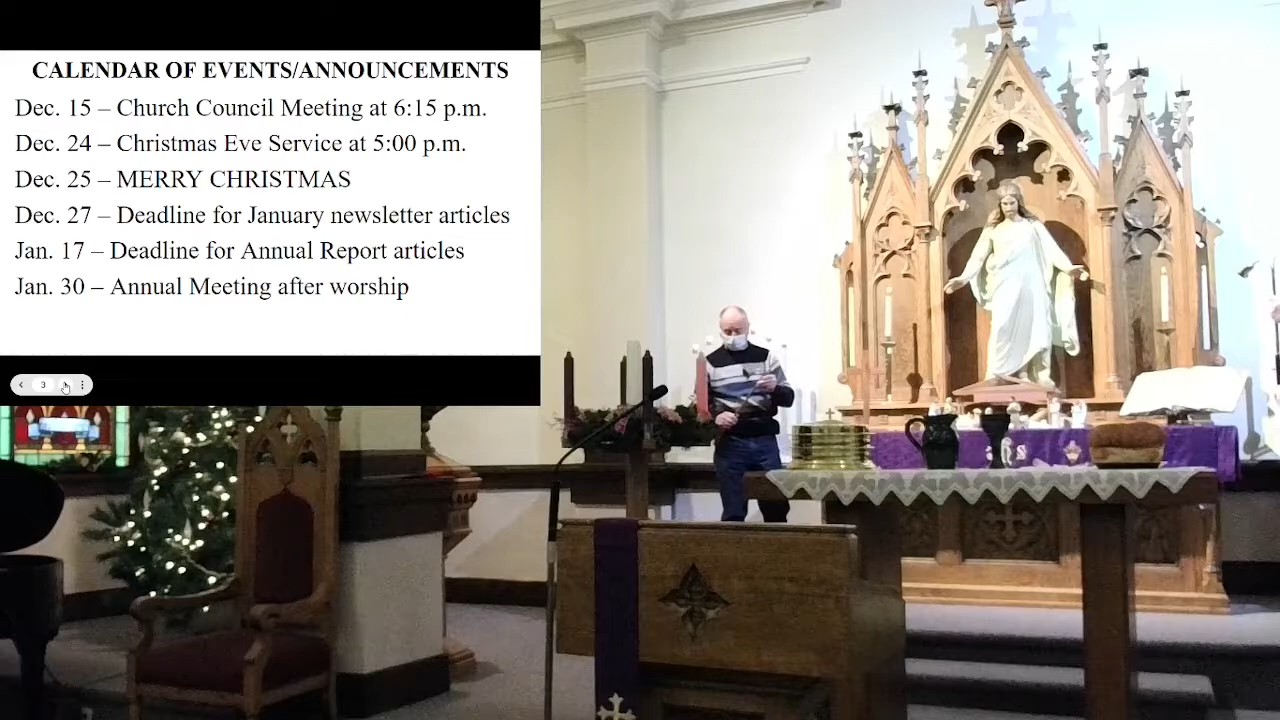 CALENDAR OF EVENTS/ANNOUNCEMENTS
Dec. 15 – Church Council Meeting at 6:15 p.m.
Dec. 24 – Christmas Eve Service at 5:00 p.m.
Dec. 25 – MERRY CHRISTMAS
Dec. 27 – Deadline for January newsletter articles
Jan. 17 – Deadline for Annual Report articles
Jan. 30 – Annual Meeting after worship
3